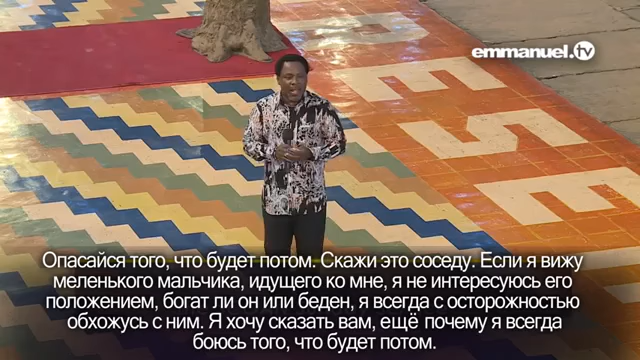 emmanuel.tv
DESE
Опасайся того, что будет потом. Скажи это соседу. Если я вижу
меленького мальчика, идущего ко мне, я не интересуюсь его
положением, богат ли он или беден, я всегда с осторожностью
обхожусь с ним. Я хочу сказать вам, ещё почему я всегда
боюсь того, что будет потом.